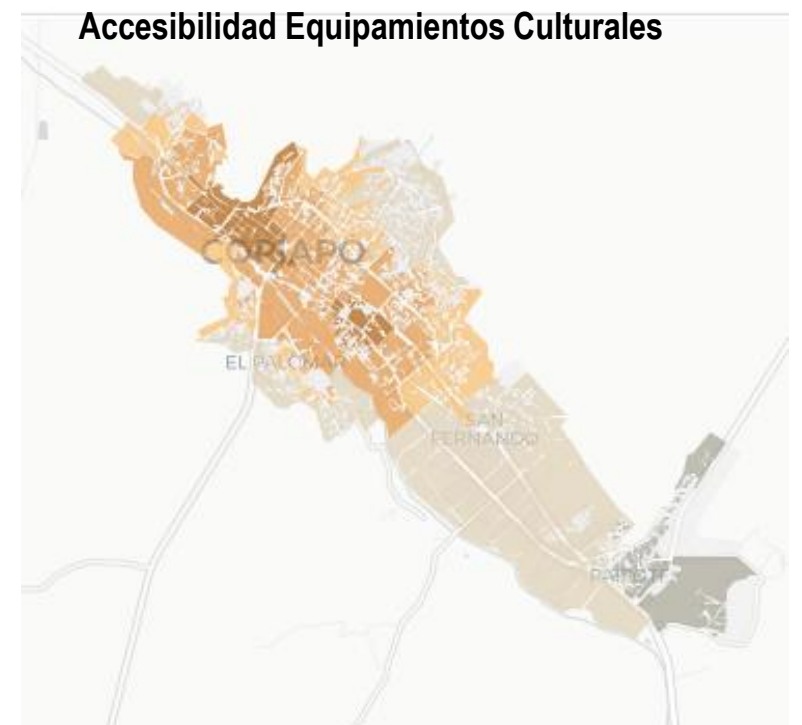 Accesibilidad Equipamientos Culturales
COPIAPO
EL PALOMAR
SAN
FERNANDO
PAIPOTE